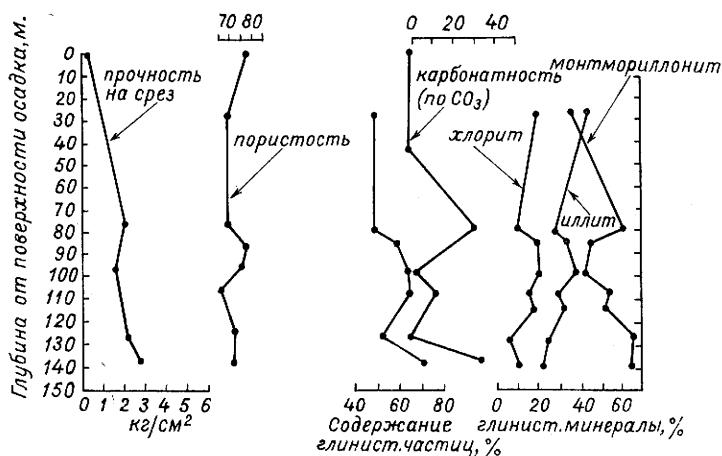 Глубина от поверхности осадка, м.
70 80
0 30 40
0
10
20
30
40
50
60
70
80
90
100
110
120
130
140
150
прочность
на срез
пористость
карбонатность
(по CO₃)
хлорит
монтмориллонит
иллит
0 1 2 3 4 5 6
кг/см²
40 60 80
Содержание
глинист. частиц, %
0 20 40 60
глинист. минералы, %